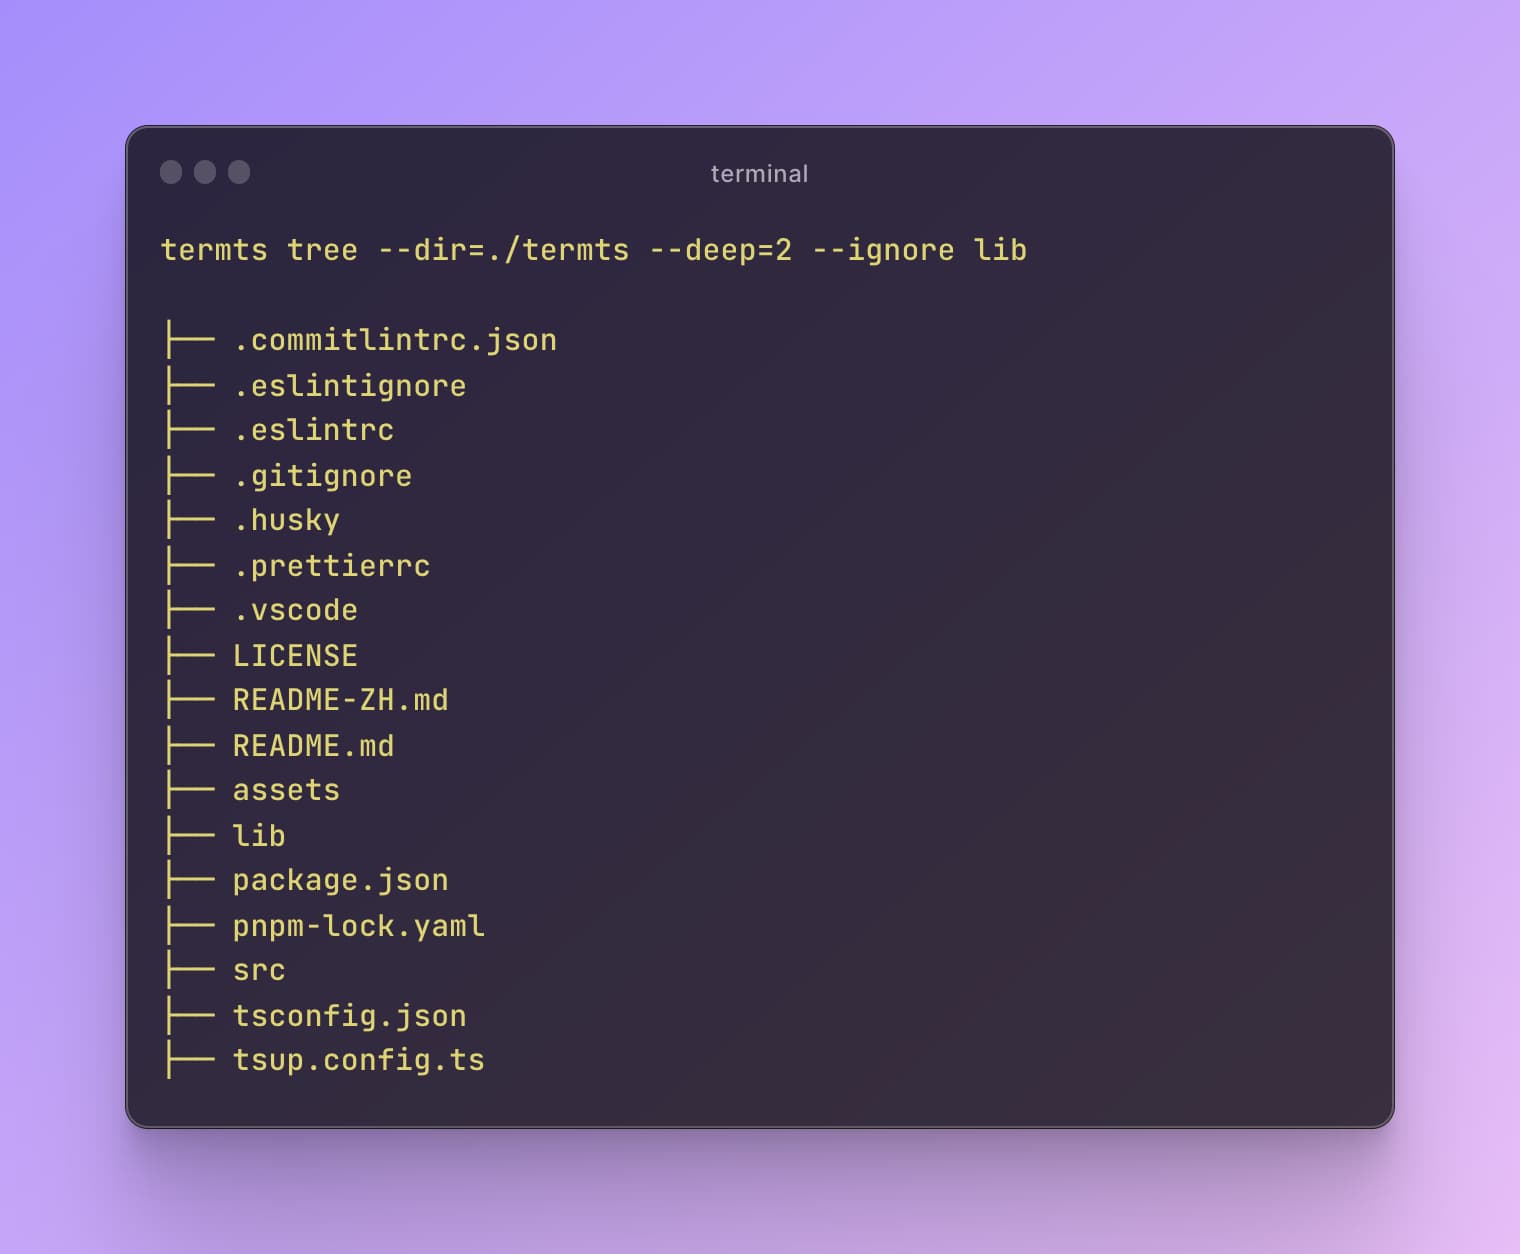 terminal
termts tree --dir=./termts --deep=2 --ignore lib
├── .commitlintrc.json
├── .eslintignore
├── .eslintrc
├── .gitignore
├── .husky
├── .prettierrc
├── .vscode
├── LICENSE
├── README-ZH.md
├── README.md
├── assets
├── lib
├── package.json
├── pnpm-lock.yaml
├── src
├── tsconfig.json
├── tsup.config.ts